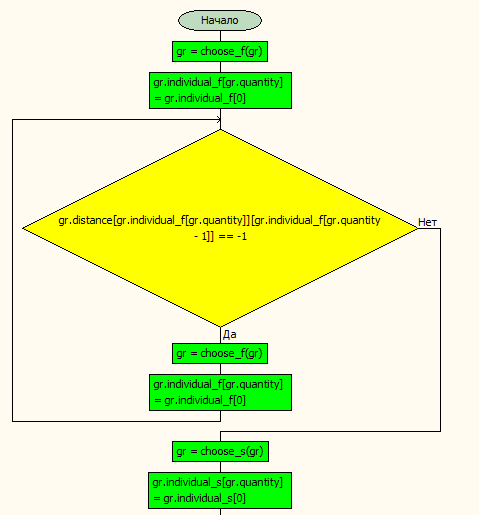 Начало
gr = choose_f(gr)
gr.individual_f[gr.quantity]
= gr.individual_f[0]
gr.distance[gr.individual_f[gr.quantity]][gr.individual_f[gr.quantity
- 1]] == -1
Нет
Да
gr = choose_f(gr)
gr.individual_f[gr.quantity]
= gr.individual_f[0]
gr = choose_s(gr)
gr.individual_s[gr.quantity]
= gr.individual_s[0]